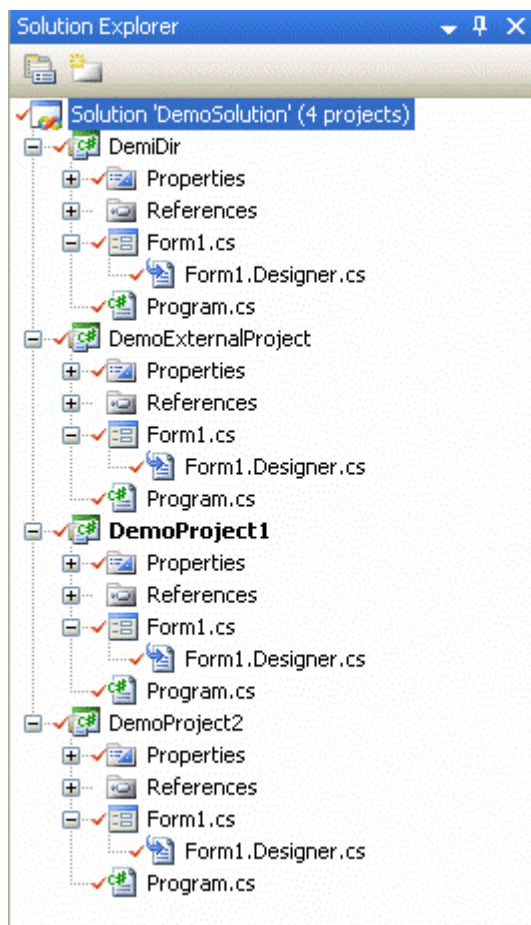 Solution Explorer
Solution 'DemoSolution' (4 projects)
DemiDir
Properties
References
Form1.cs
Form1.Designer.cs
Program.cs
DemoExternalProject
Properties
References
Form1.cs
Form1.Designer.cs
Program.cs
DemoProject1
Properties
References
Form1.cs
Form1.Designer.cs
Program.cs
DemoProject2
Properties
References
Form1.cs
Form1.Designer.cs
Program.cs